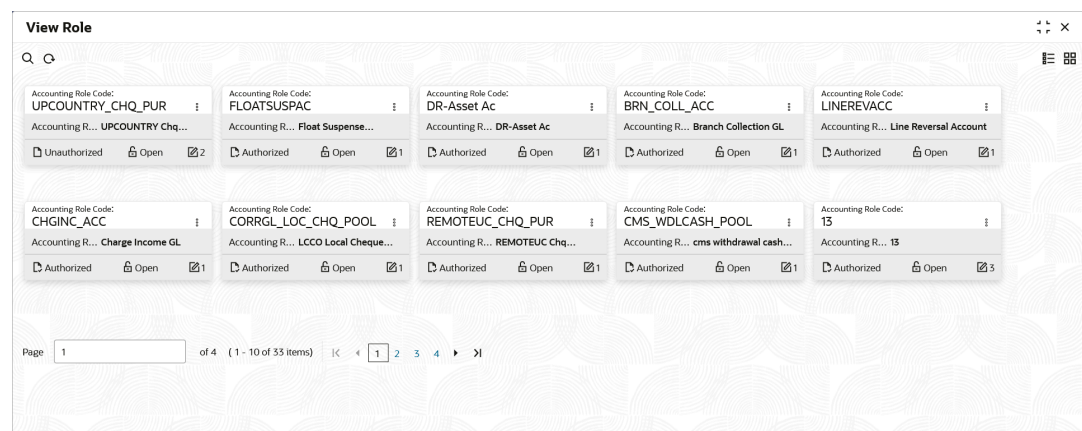 View Role
Accounting Role Code:
UPCOUNTRY_CHQ_PUR
Accounting R... UPCOUNTRY Chq...
Unauthorized Open 2
Accounting Role Code:
FLOATSUSPAC
Accounting R... Float Suspense...
Authorized Open 1
Accounting Role Code:
DR-Asset Ac
Accounting R... DR-Asset Ac
Authorized Open 1
Accounting Role Code:
BRN_COLL_ACC
Accounting R... Branch Collection GL
Authorized Open 1
Accounting Role Code:
LINEREVACC
Accounting R... Line Reversal Account
Authorized Open 1
Accounting Role Code:
CHGINC_ACC
Accounting R... Charge Income GL
Authorized Open 1
Accounting Role Code:
CORRGL_LOC_CHQ_POOL
Accounting R... LCCO Local Cheque...
Authorized Open 1
Accounting Role Code:
REMOTEUC_CHQ_PUR
Accounting R... REMOTEUC Chq...
Authorized Open 1
Accounting Role Code:
CMS_WDLCASH_POOL
Accounting R... cms withdrawal cash...
Authorized Open 1
Accounting Role Code:
13
Accounting R... 13
Authorized Open 3
Page 1 of 4 ( 1 - 10 of 33 items) 1 2 3 4